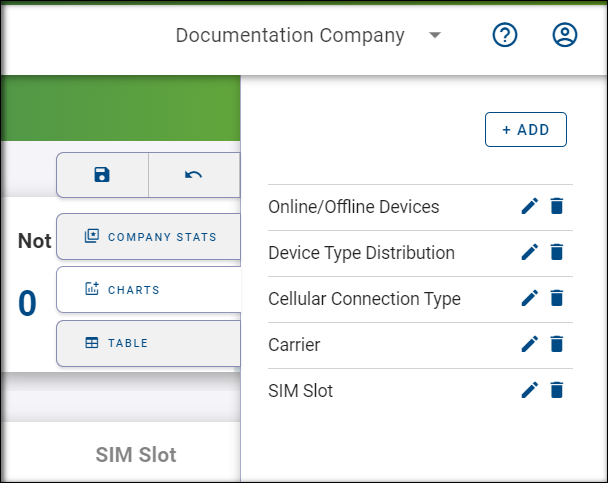 Documentation Company
+ ADD
Not
0
COMPANY STATS
CHARTS
TABLE
Online/Offline Devices
Device Type Distribution
Cellular Connection Type
Carrier
SIM Slot
SIM Slot